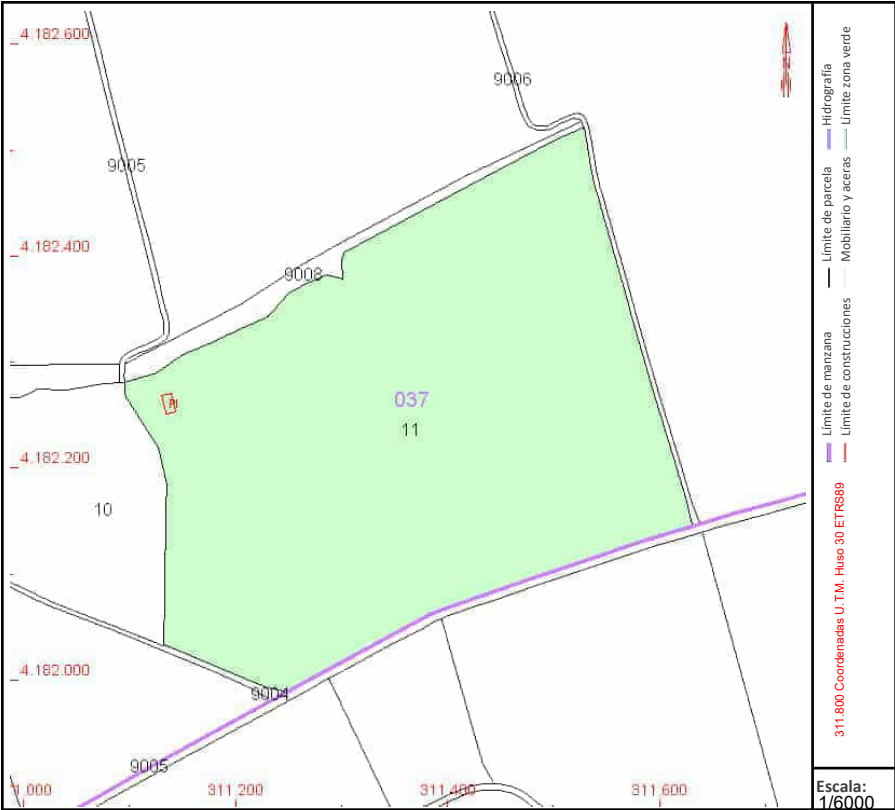 4.182.600
9006
9005
4.182.400
9008
037
11
4.182.200
10
4.182.000
9004
9005
1.000
311.200
311.400
311.600
Límite de manzana
Límite de parcela
Hidrografía
Límite de construcciones
Mobiliario y aceras
Límite zona verde
311.800 Coordenadas U.T.M. Huso 30 ETRS89
Escala:
1/6000